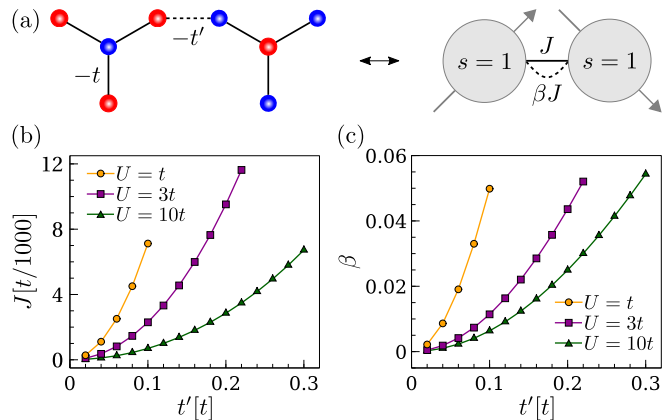 (a)
−t′
−t
s = 1
J
βJ
s = 1
(b)
J[t/1000]
12
8
4
0
U = t
U = 3t
U = 10t
0
0.1
0.2
0.3
t′[t]
(c)
β
0.06
0.04
0.02
0
U = t
U = 3t
U = 10t
0
0.1
0.2
0.3
t′[t]